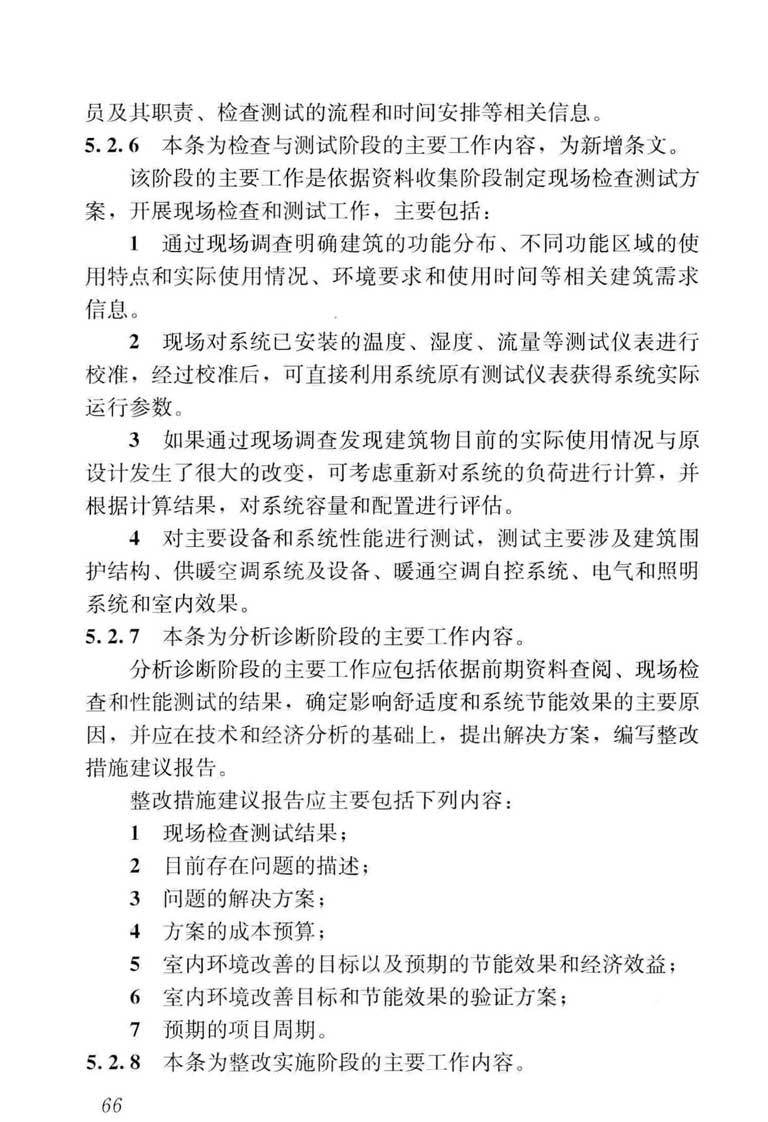 员及其职责、检查测试的流程和时间安排等相关信息。
5.2.6 本条为检查与测试阶段的主要工作内容，为新增条文。
该阶段的主要工作是依据资料收集阶段制定现场检查测试方
案，开展现场检查和测试工作，主要包括：
1 通过现场调查明确建筑的功能分布、不同功能区域的使
用特点和实际使用情况、环境要求和使用时间等相关建筑需求
信息。
2 现场对系统已安装的温度、湿度、流量等测试仪表进行
校准，经过校准后，可直接利用系统原有测试仪表获得系统实际
运行参数。
3 如果通过现场调查发现建筑物目前的实际使用情况与原
设计发生了很大的改变，可考虑重新对系统的负荷进行计算，并
根据计算结果，对系统容量和配置进行评估。
4 对主要设备和系统性能进行测试，测试主要涉及建筑围
护结构、供暖空调系统及设备、暖通空调自控系统、电气和照明
系统和室内效果。
5.2.7 本条为分析诊断阶段的主要工作内容。
分析诊断阶段的主要工作应包括依据前期资料查阅、现场检
查和性能测试的结果，确定影响舒适度和系统节能效果的主要原
因，并应在技术和经济分析的基础上，提出解决方案，编写整改
措施建议报告。
整改措施建议报告应主要包括下列内容：
1 现场检查测试结果；
2 目前存在问题的描述；
3 问题的解决方案；
4 方案的成本预算；
5 室内环境改善的目标以及预期的节能效果和经济效益；
6 室内环境改善目标和节能效果的验证方案；
7 预期的项目周期。
5.2.8 本条为整改实施阶段的主要工作内容。
66